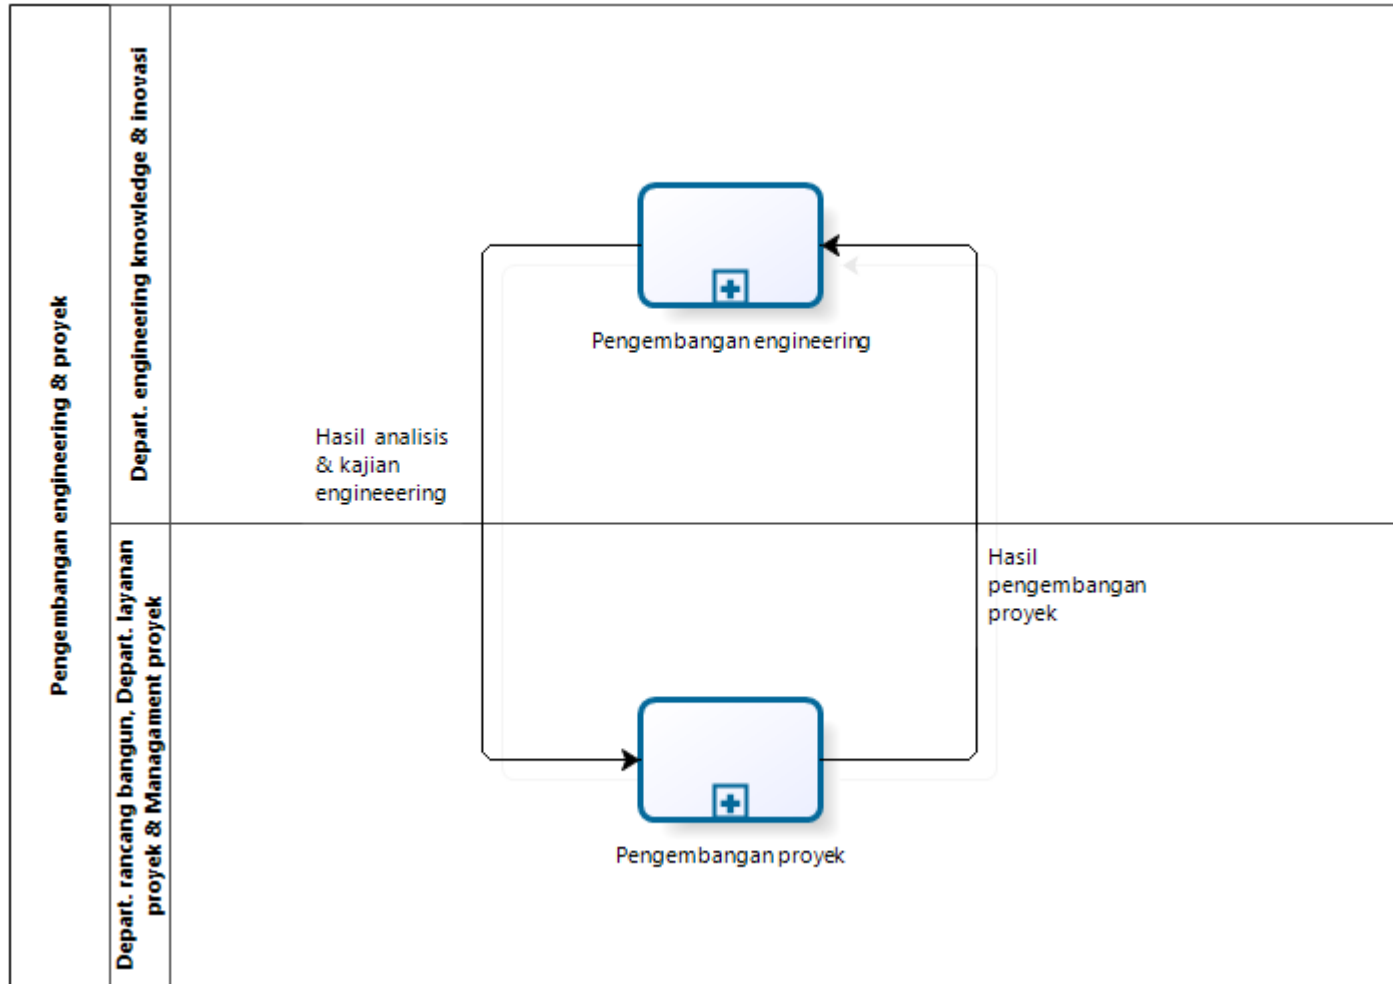 Pengembangan engineering & proyek
Depart. engineering knowledge & inovasi
Pengembangan engineering
Hasil analisis
& kajian
engineeering
Depart. rancang bangun, Depart. layanan
proyek & Managament proyek
Hasil
pengembangan
proyek
Pengembangan proyek